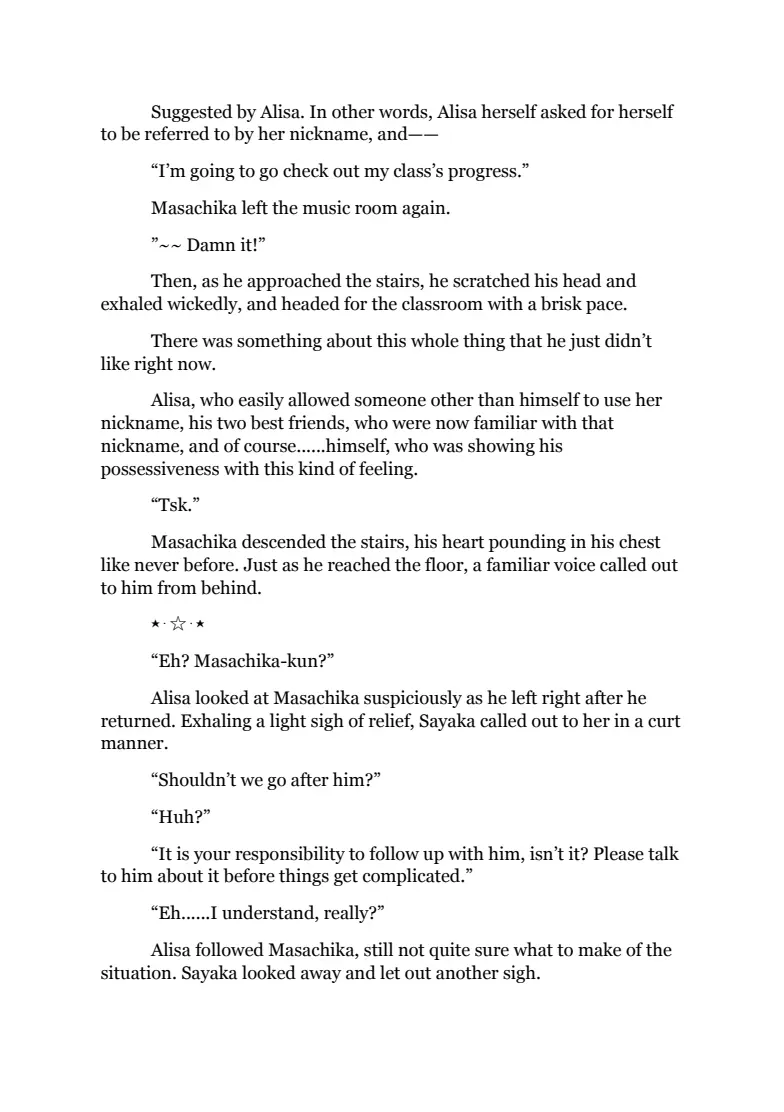 Suggested by Alisa. In other words, Alisa herself asked for herself
to be referred to by her nickname, and——
“I’m going to go check out my class’s progress.”
Masachika left the music room again.
”~~ Damn it!”
Then, as he approached the stairs, he scratched his head and
exhaled wickedly, and headed for the classroom with a brisk pace.
There was something about this whole thing that he just didn’t
like right now.
Alisa, who easily allowed someone other than himself to use her
nickname, his two best friends, who were now familiar with that
nickname, and of course......himself, who was showing his
possessiveness with this kind of feeling.
“Tsk.”
Masachika descended the stairs, his heart pounding in his chest
like never before. Just as he reached the floor, a familiar voice called out
to him from behind.
★·☆·★
“Eh? Masachika-kun?”
Alisa looked at Masachika suspiciously as he left right after he
returned. Exhaling a light sigh of relief, Sayaka called out to her in a curt
manner.
“Shouldn’t we go after him?”
“Huh?”
“It is your responsibility to follow up with him, isn’t it? Please talk
to him about it before things get complicated.”
“Eh......I understand, really?”
Alisa followed Masachika, still not quite sure what to make of the
situation. Sayaka looked away and let out another sigh.